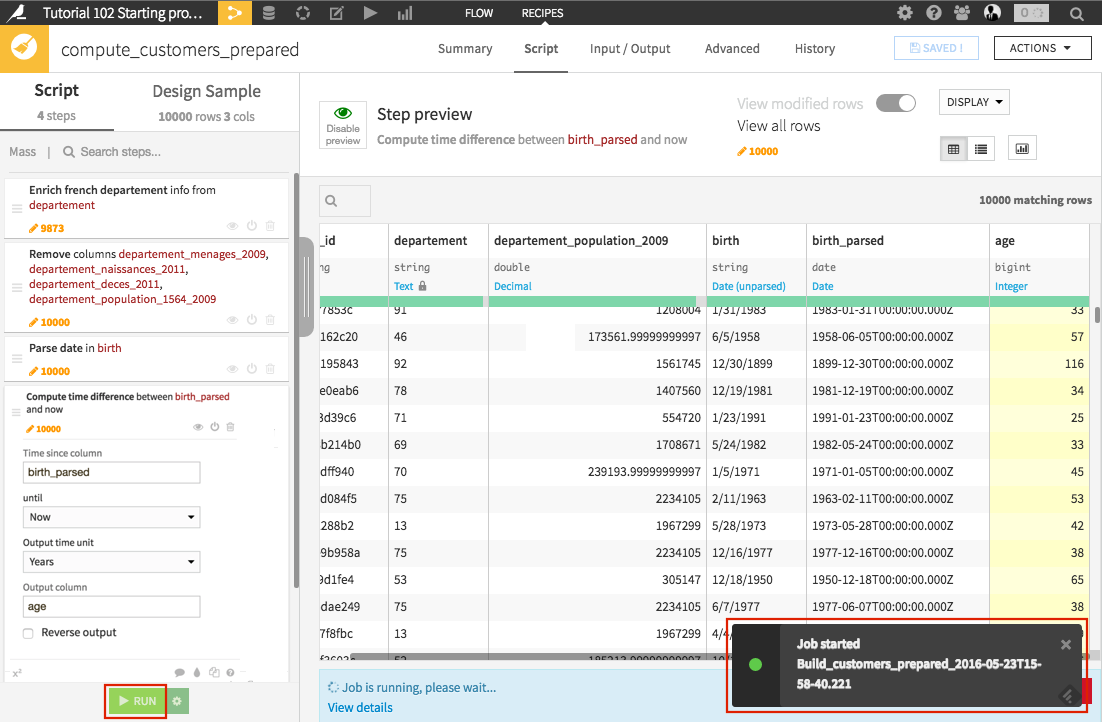 Tutorial 102 Starting pro...
FLOW
RECIPES
0
compute_customers_prepared
Summary
Script
Input / Output
Advanced
History
SAVED !
ACTIONS
Script
4 steps
Design Sample
10000 rows 3 cols
Mass | Search steps...
Enrich french departement info from
departement
9873
Remove columns departement_menages_2009,
departement_naissances_2011,
departement_deces_2011,
departement_population_1564_2009
10000
Parse date in birth
10000
Compute time difference between birth_parsed
and now
10000
Time since column
birth_parsed
until
Now
Output time unit
Years
Output column
age
Reverse output
RUN
Disable
preview
Step preview
Compute time difference between birth_parsed and now
View modified rows
View all rows
10000
DISPLAY
10000 matching rows
_id departement departement_population_2009 birth birth_parsed age
ng string double string date bigint
Text Decimal Date (unparsed) Date Integer
7853c 91 1208004 1/31/1983 1983-01-31T00:00:00.000Z 33
162c20 46 173561.99999999997 6/5/1958 1958-06-05T00:00:00.000Z 57
195843 92 1561745 12/30/1899 1899-12-30T00:00:00.000Z 116
e0eab6 78 1407560 12/19/1981 1981-12-19T00:00:00.000Z 34
3d39c6 71 554720 1/23/1991 1991-01-23T00:00:00.000Z 25
b214b0 69 1708671 5/24/1982 1982-05-24T00:00:00.000Z 33
dff940 70 239193.99999999997 1/5/1971 1971-01-05T00:00:00.000Z 45
d084f5 75 2234105 2/11/1963 1963-02-11T00:00:00.000Z 53
288b2 13 1967299 5/28/1973 1973-05-28T00:00:00.000Z 42
9b958a 75 2234105 12/16/1977 1977-12-16T00:00:00.000Z 38
9d1fe4 53 305147 12/18/1950 1950-12-18T00:00:00.000Z 65
dae249 75 2234105 6/7/1977 1977-06-07T00:00:00.000Z 38
7f8fbc 13 1967299 4/4/
Job is running, please wait...
View details
Job started
Build_customers_prepared_2016-05-23T15-
58-40.221